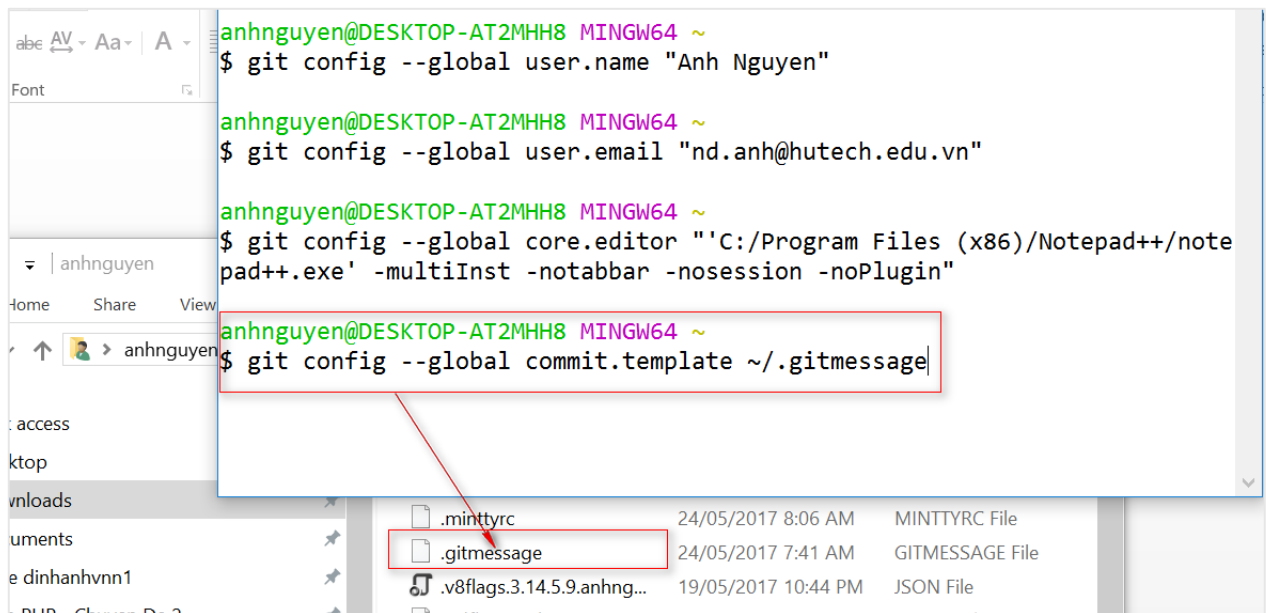 abc AV Aa A
Font
anhnguyen@DESKTOP-AT2MHH8 MINGW64 ~
$ git config --global user.name "Anh Nguyen"
anhnguyen@DESKTOP-AT2MHH8 MINGW64 ~
$ git config --global user.email "nd.anh@hutech.edu.vn"
anhnguyen@DESKTOP-AT2MHH8 MINGW64 ~
$ git config --global core.editor "'C:/Program Files (x86)/Notepad++/note
pad++.exe' -multiInst -notabbar -nosession -noPlugin"
anhnguyen@DESKTOP-AT2MHH8 MINGW64 ~
$ git config --global commit.template ~/.gitmessage
anhnguyen
Home Share View
anhnguyen
access
ktop
wnloads
uments
e dinhanhvnn1
.minttyrc 24/05/2017 8:06 AM MINTTYRC File
.gitmessage 24/05/2017 7:41 AM GITMESSAGE File
.v8flags.3.14.5.9.anhng... 19/05/2017 10:44 PM JSON File